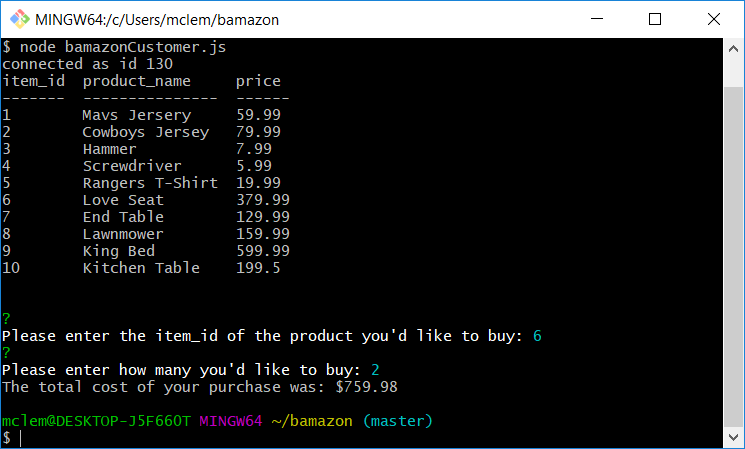 MINGW64:/c/Users/mclem/bamazon
$ node bamazonCustomer.js
connected as id 130
item_id  product_name     price
-------  ---------------  ------
1        Mavs Jersery     59.99
2        Cowboys Jersey   79.99
3        Hammer           7.99
4        Screwdriver      5.99
5        Rangers T-Shirt  19.99
6        Love Seat        379.99
7        End Table        129.99
8        Lawnmower        159.99
9        King Bed         599.99
10       Kitchen Table    199.5
?
Please enter the item_id of the product you'd like to buy: 6
?
Please enter how many you'd like to buy: 2
The total cost of your purchase was: $759.98
mclem@DESKTOP-J5F66OT MINGW64 ~/bamazon (master)
$